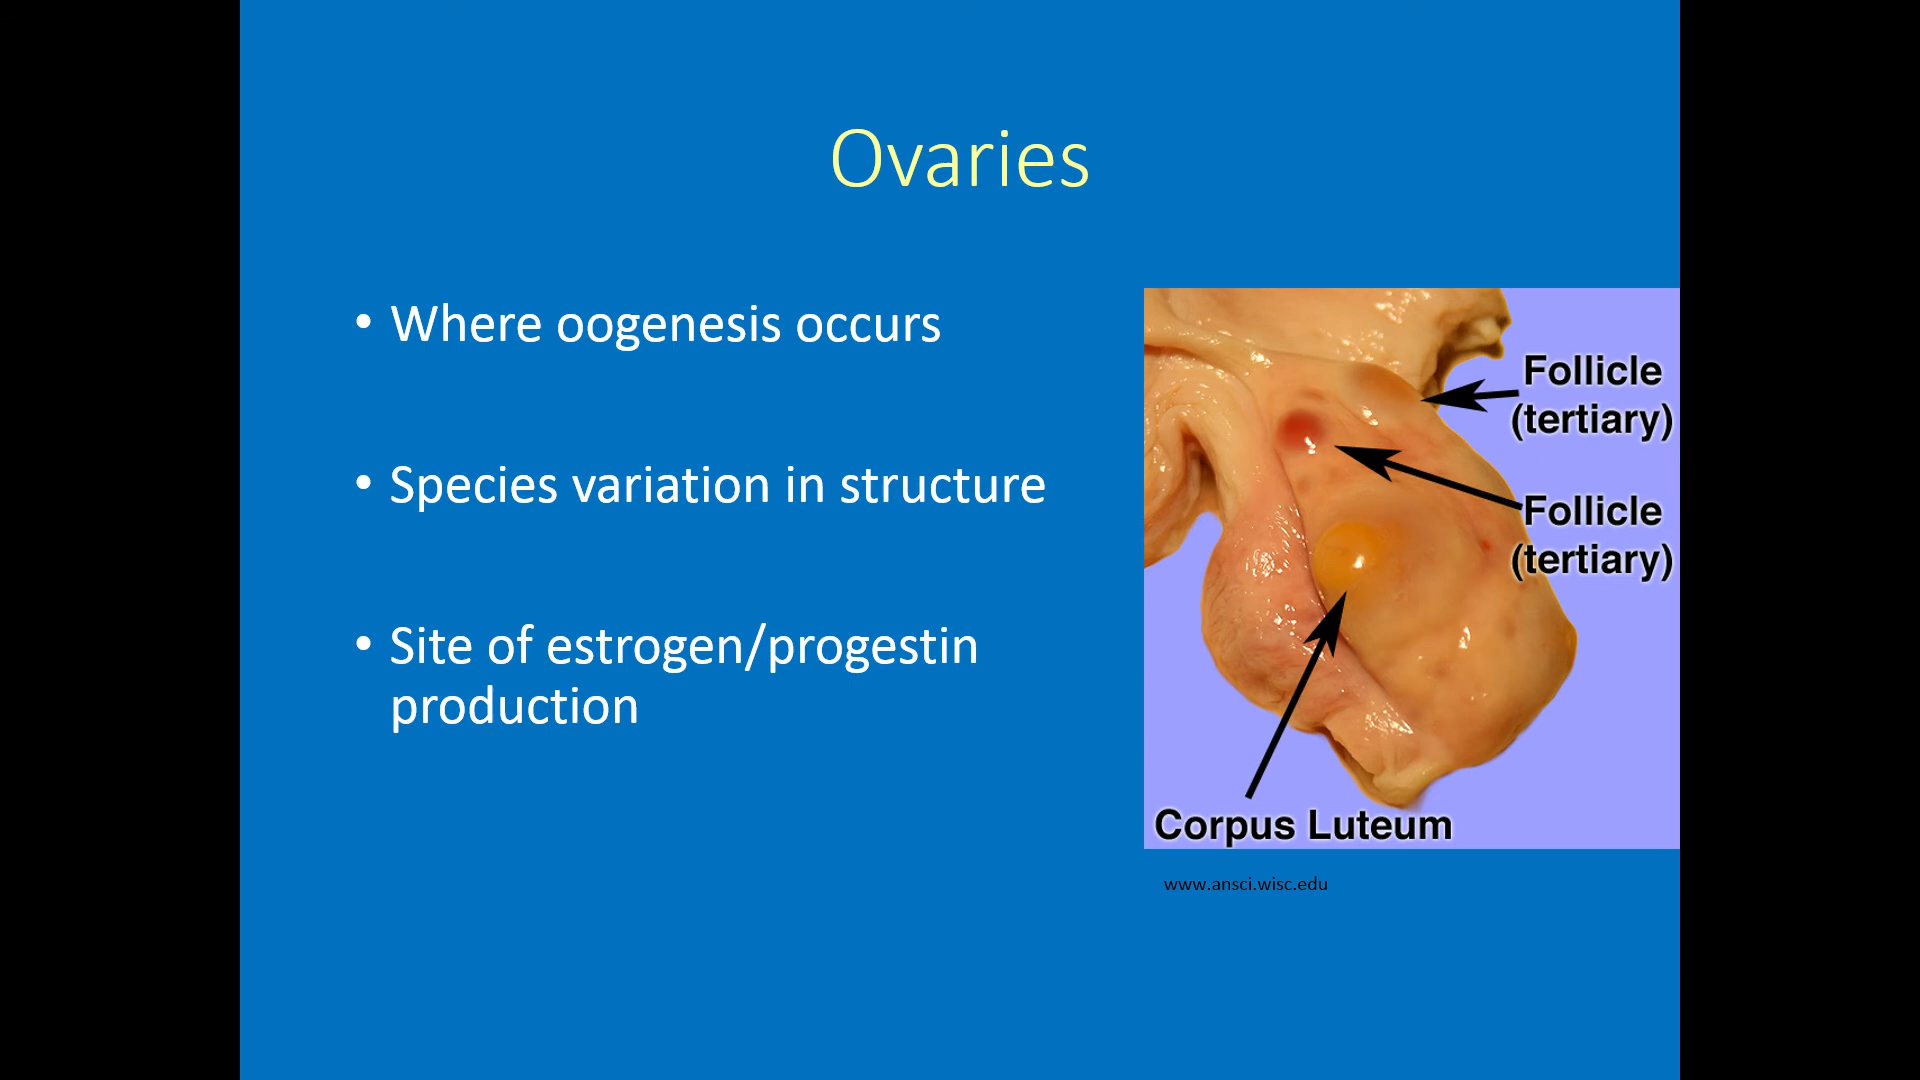 Ovaries
• Where oogenesis occurs
• Species variation in structure
• Site of estrogen/progestin
production
Follicle
(tertiary)
Follicle
(tertiary)
Corpus Luteum
www.ansci.wisc.edu